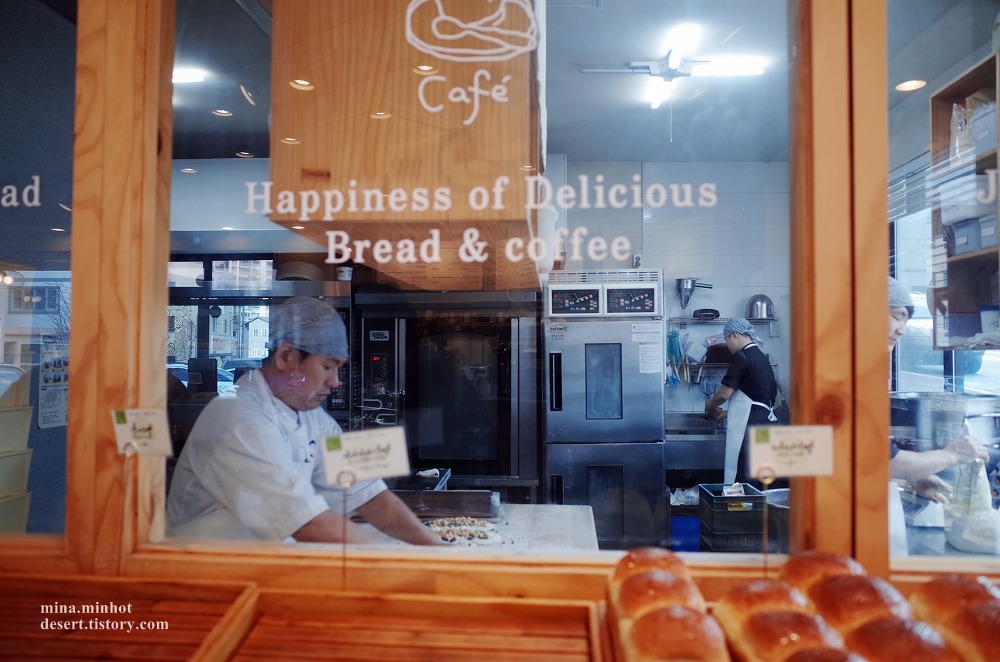 Café
ad
Happiness of Delicious
J
Bread & coffee
mina.minhot
desert.tistory.com